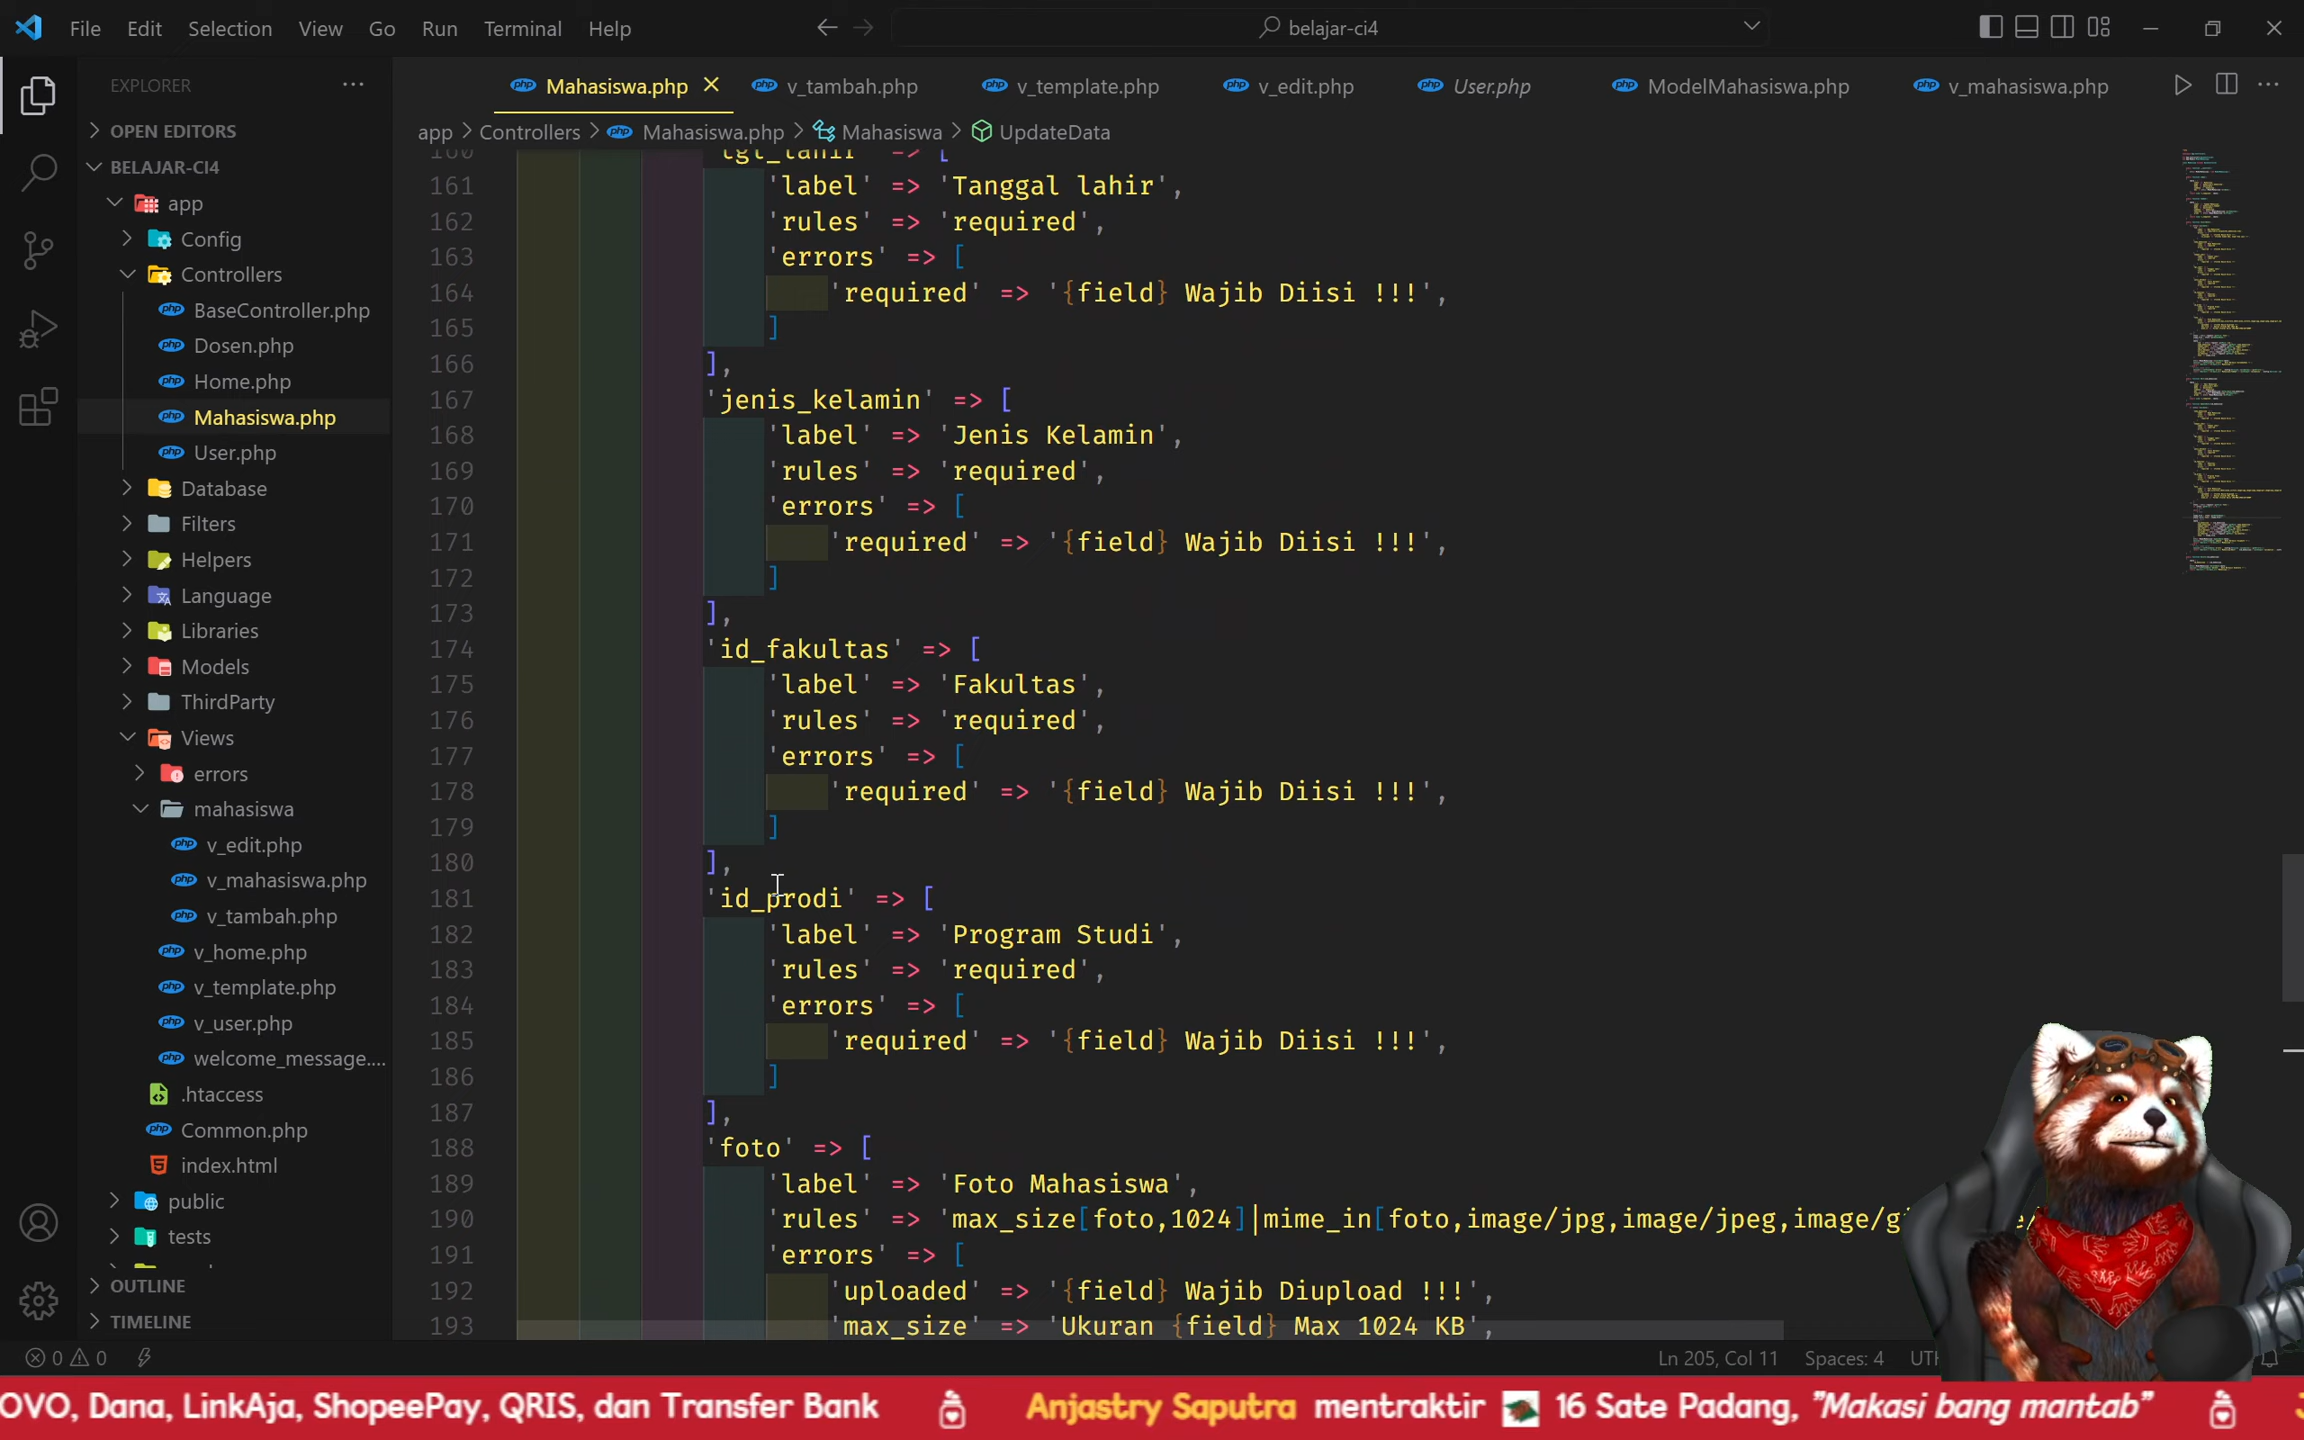 File Edit Selection View Go Run Terminal Help
belajar-ci4
EXPLORER
OPEN EDITORS
BELAJAR-CI4
app
Config
Controllers
BaseController.php
Dosen.php
Home.php
Mahasiswa.php
User.php
Database
Filters
Helpers
Language
Libraries
Models
ThirdParty
Views
errors
mahasiswa
v_edit.php
v_mahasiswa.php
v_tambah.php
v_home.php
v_template.php
v_user.php
welcome_message....
.htaccess
Common.php
index.html
public
tests
OUTLINE
TIMELINE
Mahasiswa.php v_tambah.php v_template.php v_edit.php User.php ModelMahasiswa.php v_mahasiswa.php
app > Controllers > Mahasiswa.php > Mahasiswa > UpdateData
160 'tgl_lahir' => [
161 'label' => 'Tanggal lahir',
162 'rules' => 'required',
163 'errors' => [
164 'required' => '{field} Wajib Diisi !!!',
165 ]
166 ],
167 'jenis_kelamin' => [
168 'label' => 'Jenis Kelamin',
169 'rules' => 'required',
170 'errors' => [
171 'required' => '{field} Wajib Diisi !!!',
172 ]
173 ],
174 'id_fakultas' => [
175 'label' => 'Fakultas',
176 'rules' => 'required',
177 'errors' => [
178 'required' => '{field} Wajib Diisi !!!',
179 ]
180 ],
181 'id_prodi' => [
182 'label' => 'Program Studi',
183 'rules' => 'required',
184 'errors' => [
185 'required' => '{field} Wajib Diisi !!!',
186 ]
187 ],
188 'foto' => [
189 'label' => 'Foto Mahasiswa',
190 'rules' => 'max_size[foto,1024]|mime_in[foto,image/jpg,image/jpeg,image/g
191 'errors' => [
192 'uploaded' => '{field} Wajib Diupload !!!',
193 'max_size' => 'Ukuran {field} Max 1024 KB',
0 0
Ln 205, Col 11 Spaces: 4
OVO, Dana, LinkAja, ShopeePay, QRIS, dan Transfer Bank Anjastry Saputra mentraktir 16 Sate Padang, "Makasi bang mantab"